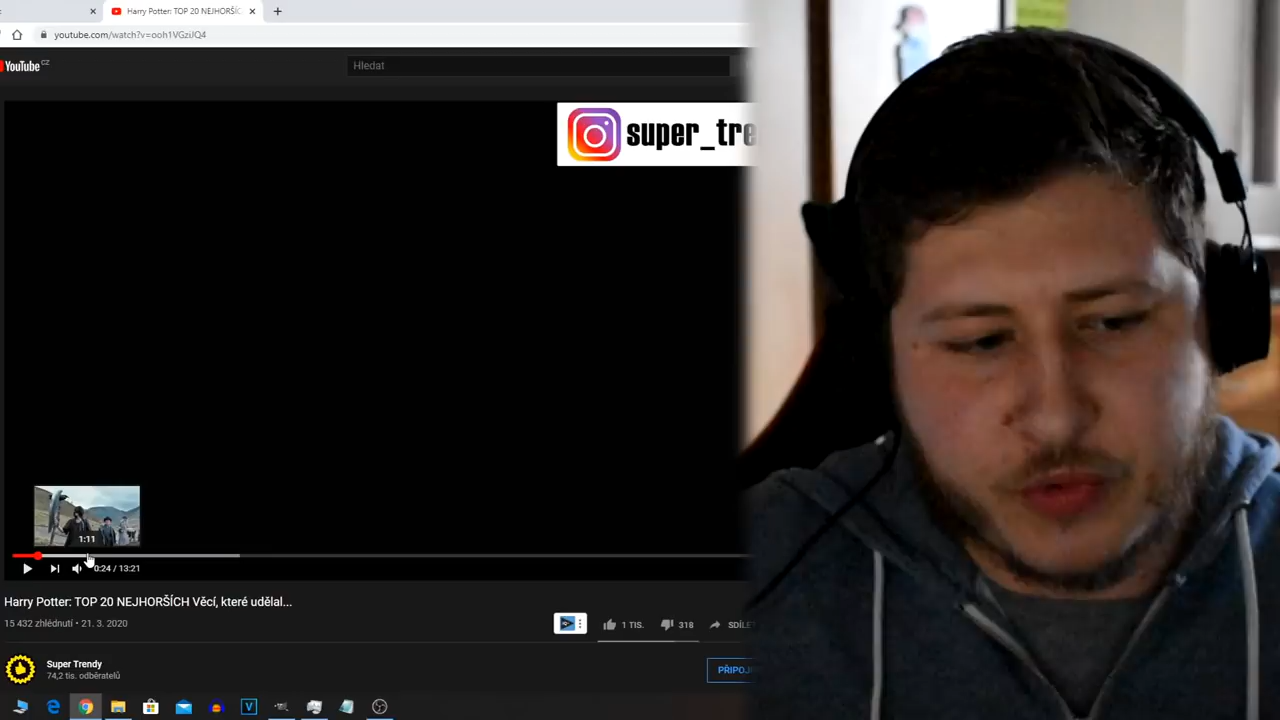 Harry Potter: TOP 20 NEJHORŠÍC
youtube.com/watch?v=ooh1VGziJQ4
YouTube CZ
Hledat
super_tre
1:11
0:24 / 13:21
Harry Potter: TOP 20 NEJHORŠÍCH Věcí, které udělal...
15 432 zhlédnutí • 21. 3. 2020
1 TIS.
318
SDÍLE
Super Trendy
74,2 tis. odběratelů
PŘIPOJI